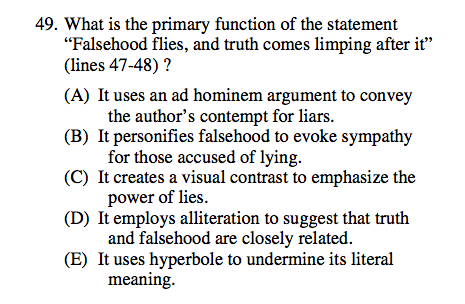 49. What is the primary function of the statement
“Falsehood flies, and truth comes limping after it”
(lines 47-48) ?
(A) It uses an ad hominem argument to convey
the author’s contempt for liars.
(B) It personifies falsehood to evoke sympathy
for those accused of lying.
(C) It creates a visual contrast to emphasize the
power of lies.
(D) It employs alliteration to suggest that truth
and falsehood are closely related.
(E) It uses hyperbole to undermine its literal
meaning.